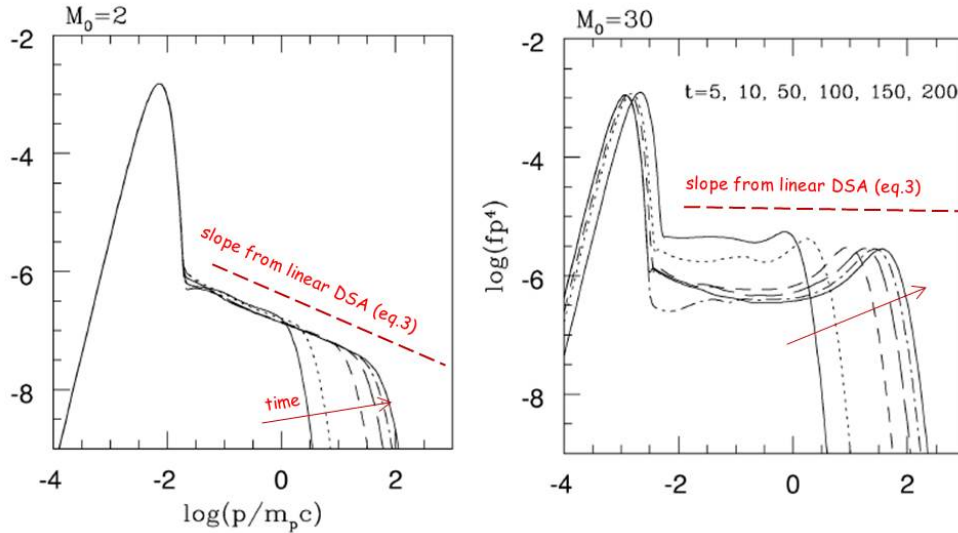 M₀=2
-2
-4
-6
-8
slope from linear DSA (eq.3)
time
-4 -2 0 2
log(p/mₚc)
M₀=30
-2
-4
-6
-8
log(fp⁴)
t=5, 10, 50, 100, 150, 200
slope from linear DSA (eq.3)
-4 -2 0 2